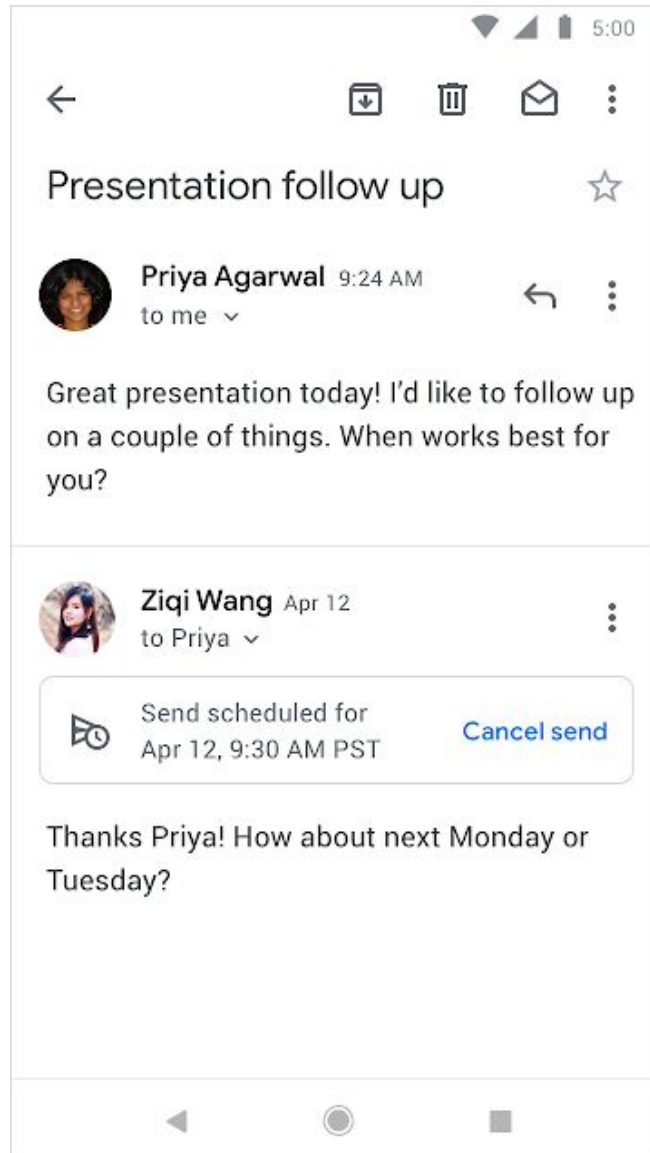 5:00
Presentation follow up
Priya Agarwal 9:24 AM
to me
Great presentation today! I’d like to follow up
on a couple of things. When works best for
you?
Ziqi Wang Apr 12
to Priya
Send scheduled for
Apr 12, 9:30 AM PST
Cancel send
Thanks Priya! How about next Monday or
Tuesday?